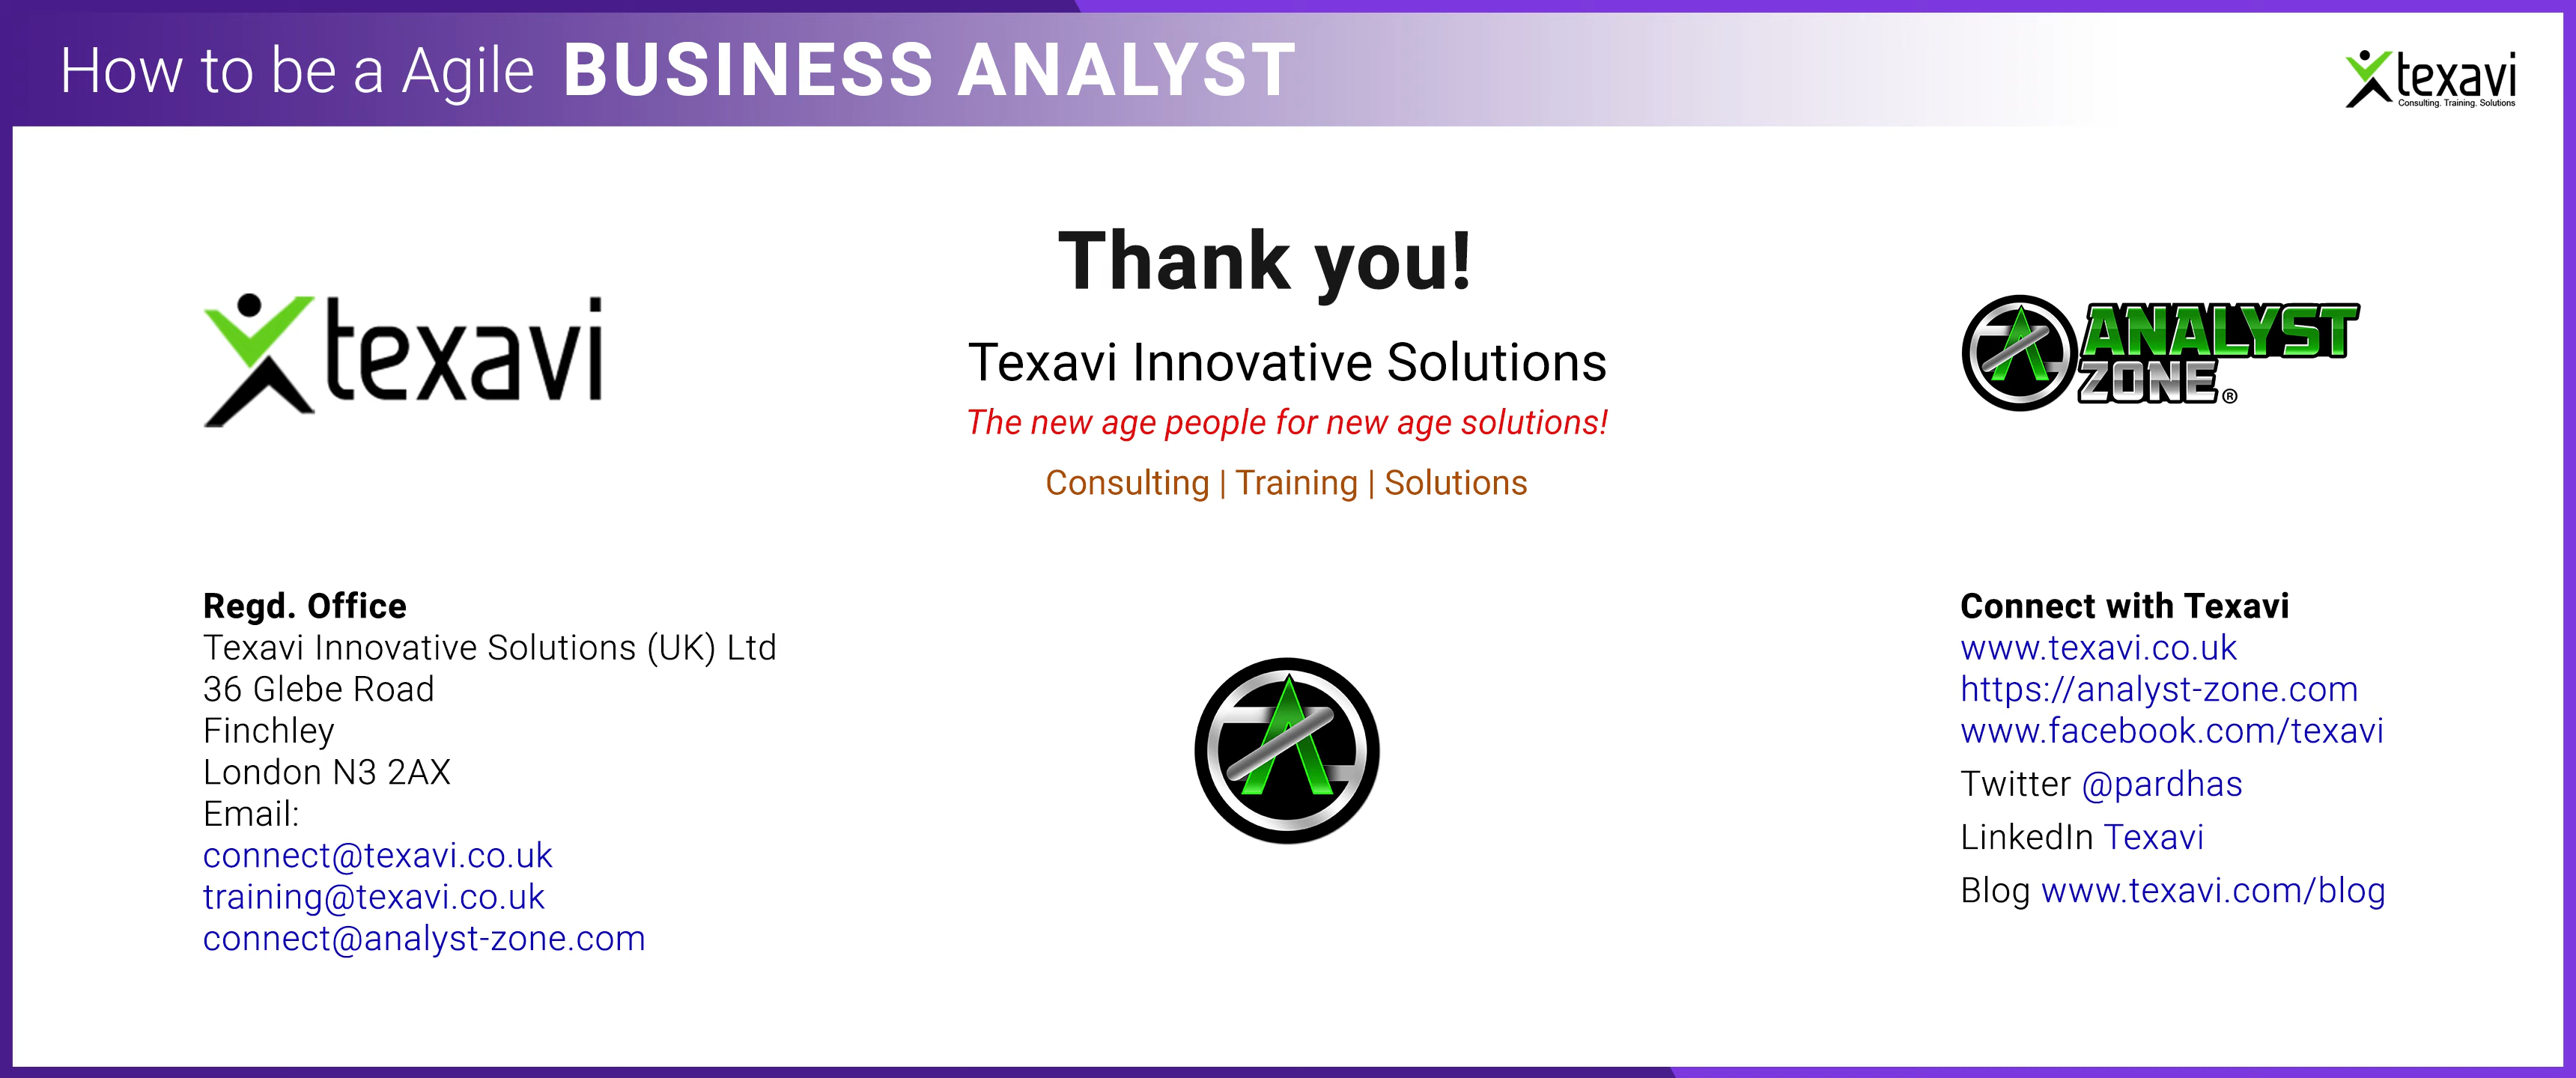 How to be a Agile BUSINESS ANALYST
texavi
Consulting. Training. Solutions
texavi
Thank you!
Texavi Innovative Solutions
The new age people for new age solutions!
Consulting | Training | Solutions
ANALYST
ZONE®
Regd. Office
Texavi Innovative Solutions (UK) Ltd
36 Glebe Road
Finchley
London N3 2AX
Email:
connect@texavi.co.uk
training@texavi.co.uk
connect@analyst-zone.com
Connect with Texavi
www.texavi.co.uk
https://analyst-zone.com
www.facebook.com/texavi
Twitter @pardhas
LinkedIn Texavi
Blog www.texavi.com/blog